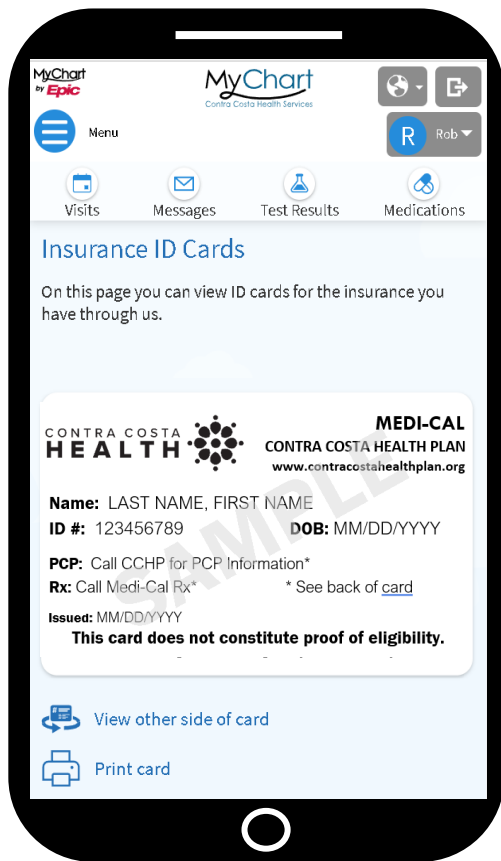 MyChart
by Epic
MyChart
Contra Costa Health Services
Menu
R Rob
Visits Messages Test Results Medications
Insurance ID Cards
On this page you can view ID cards for the insurance you
have through us.
CONTRA COSTA
HEALTH
MEDI-CAL
CONTRA COSTA HEALTH PLAN
www.contracostahealthplan.org
Name: LAST NAME, FIRST NAME
ID #: 123456789 DOB: MM/DD/YYYY
PCP: Call CCHP for PCP Information*
Rx: Call Medi-Cal Rx* * See back of card
Issued: MM/DD/YYYY
This card does not constitute proof of eligibility.
SAMPLE
View other side of card
Print card